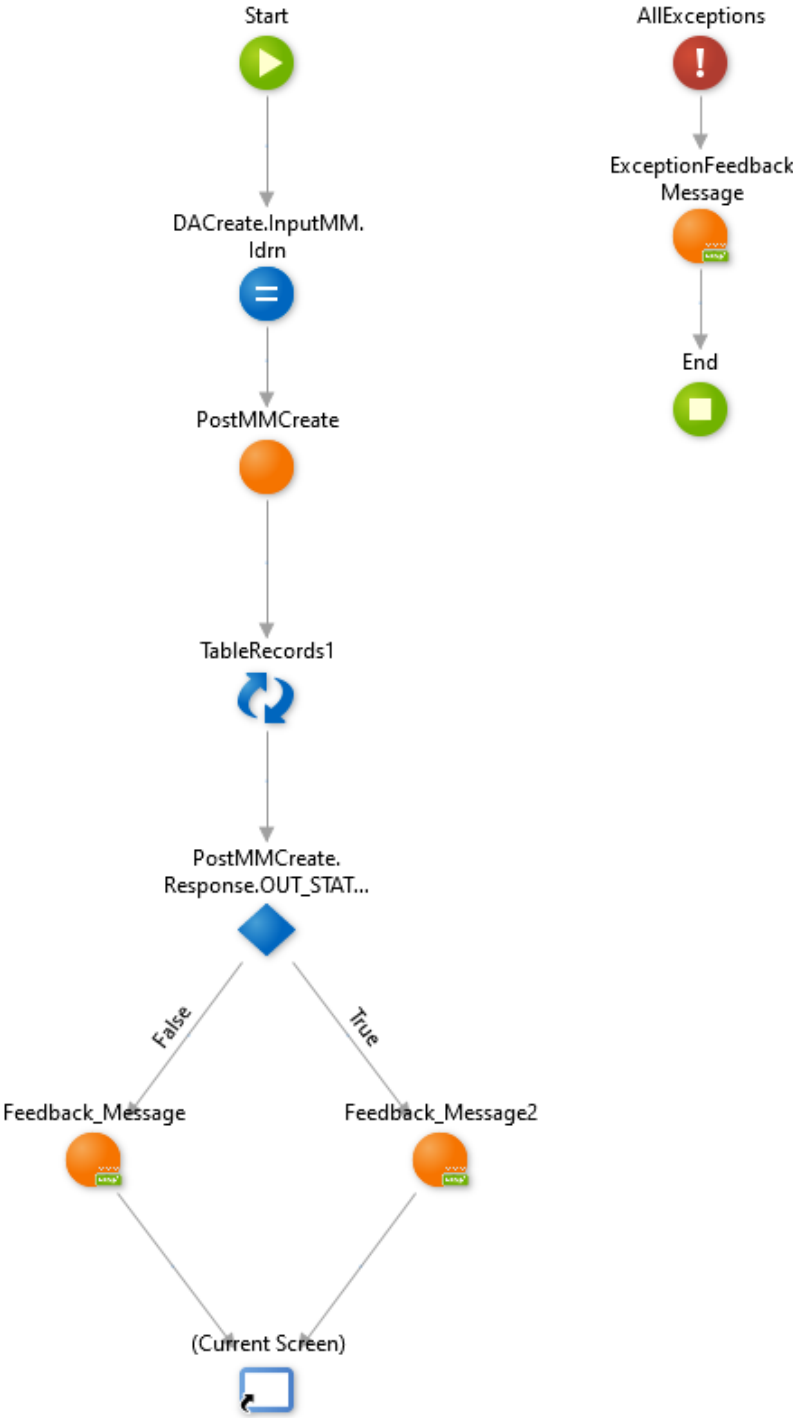 Start
DACreate.InputMM.
Idrn
PostMMCreate
TableRecords1
PostMMCreate.
Response.OUT_STAT...
False
True
Feedback_Message
Feedback_Message2
(Current Screen)
AllExceptions
!
ExceptionFeedback
Message
End